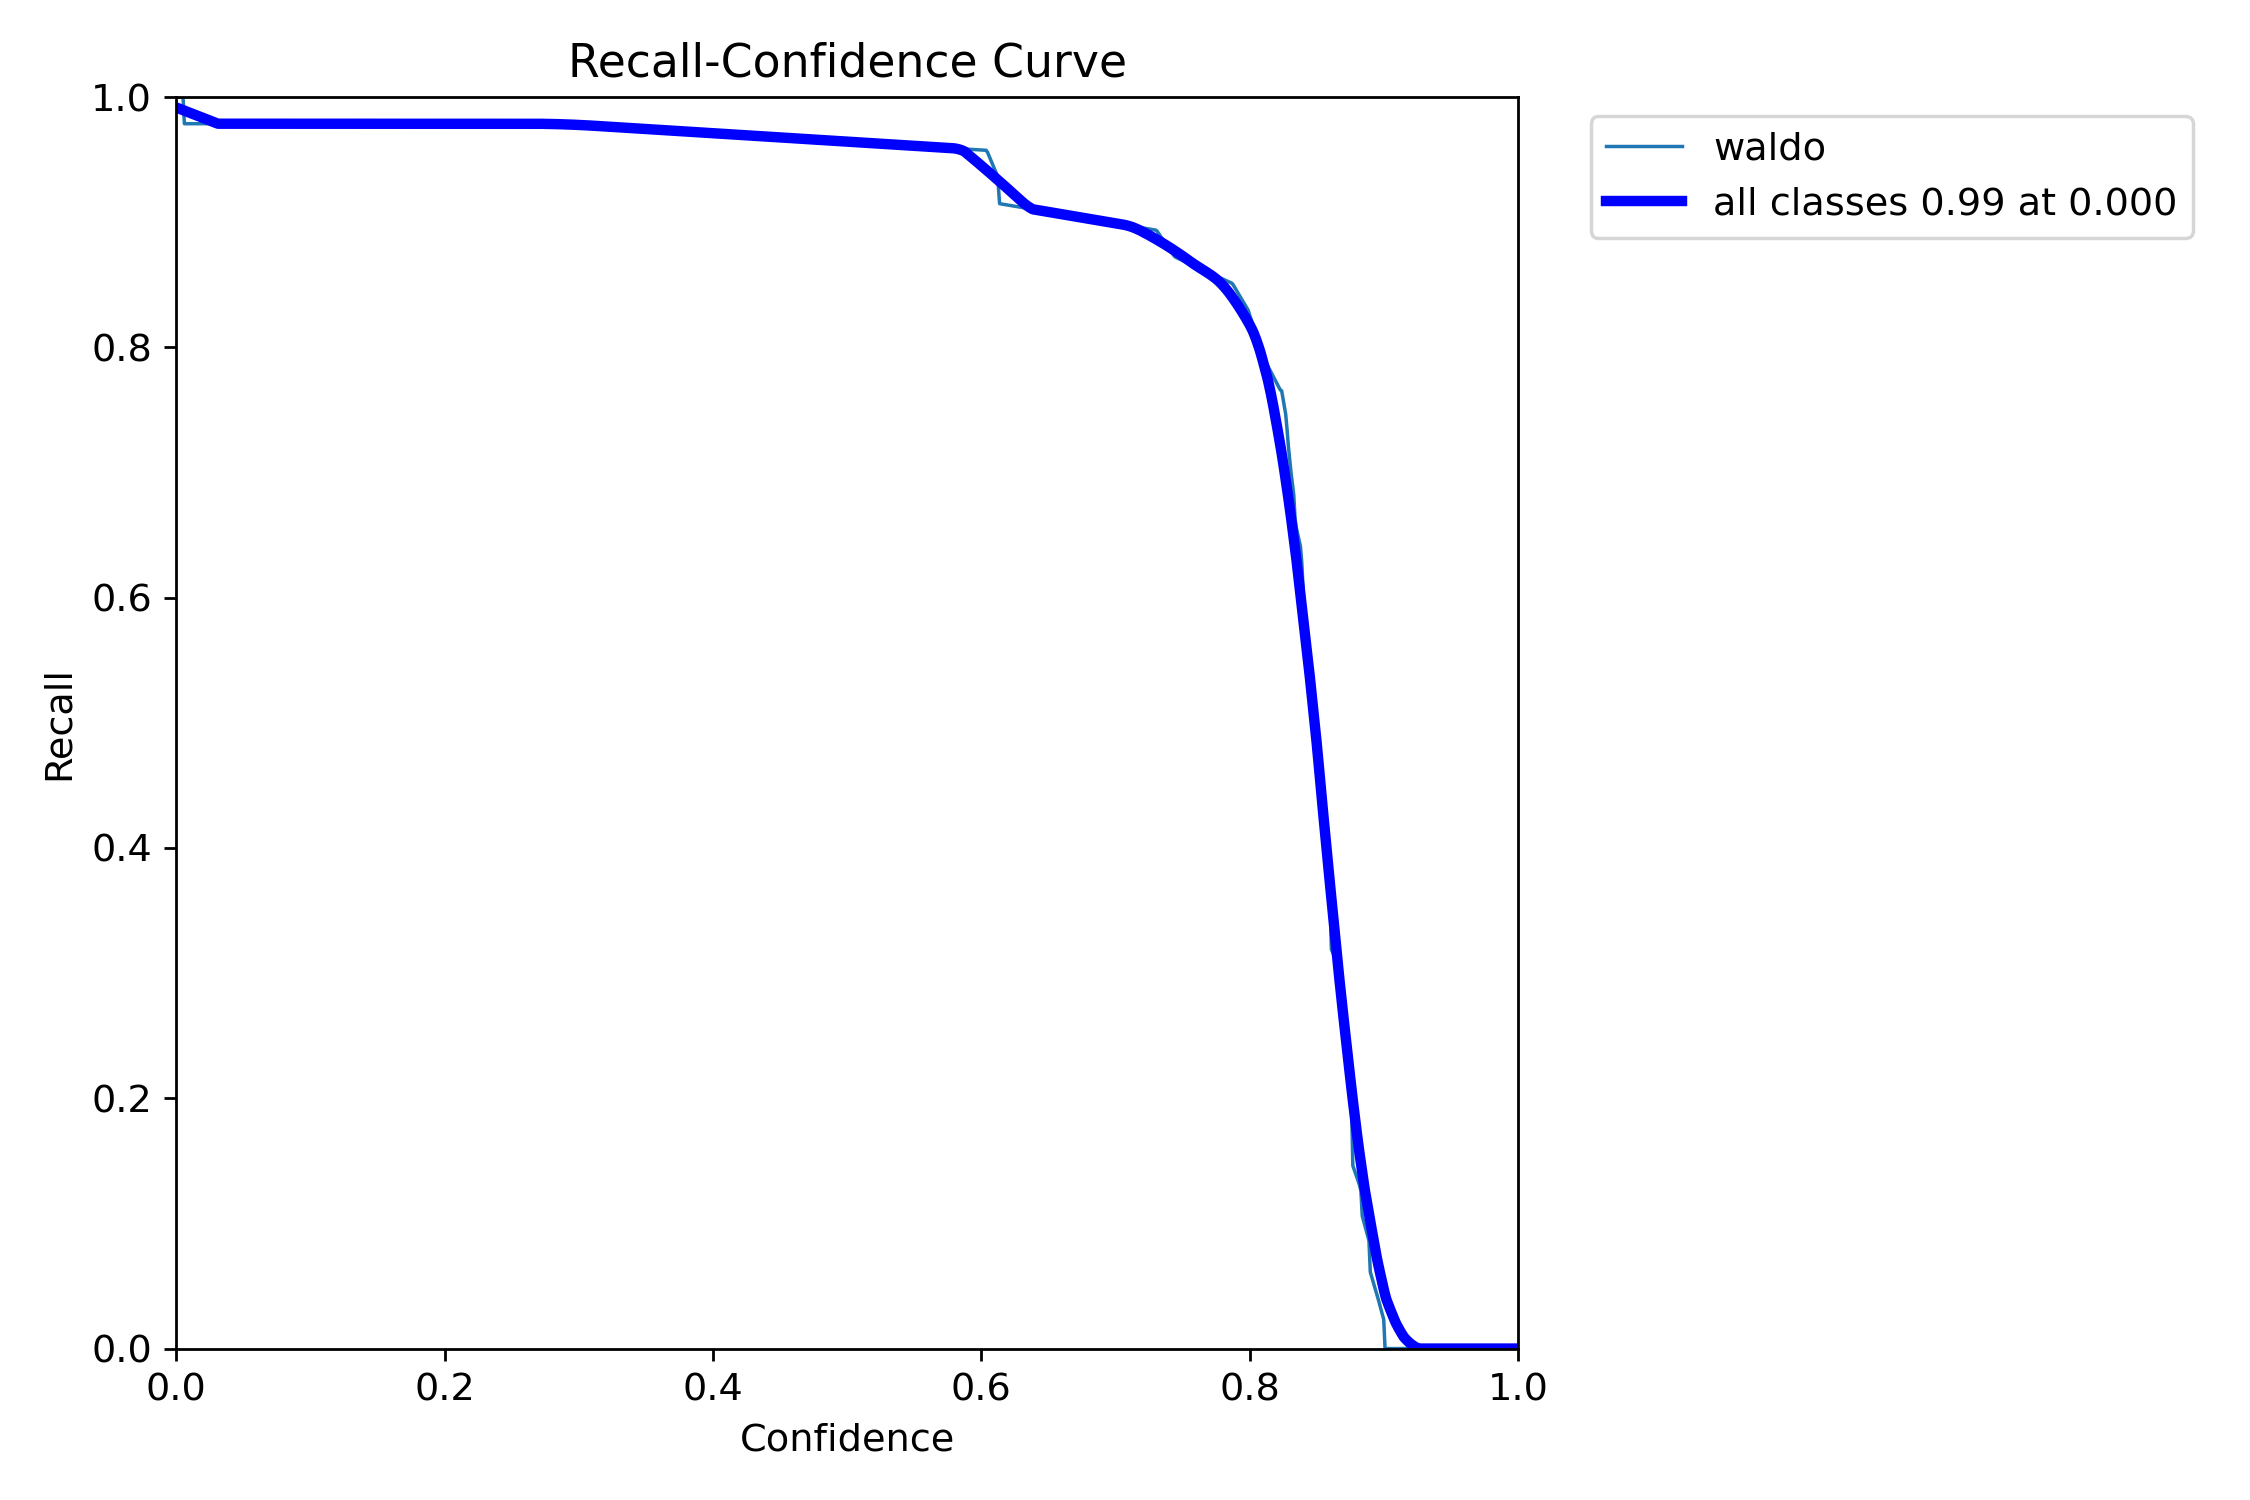 Recall-Confidence Curve
1.0
0.8
0.6
0.4
0.2
0.0
Recall
0.0 0.2 0.4 0.6 0.8 1.0
Confidence
waldo
all classes 0.99 at 0.000